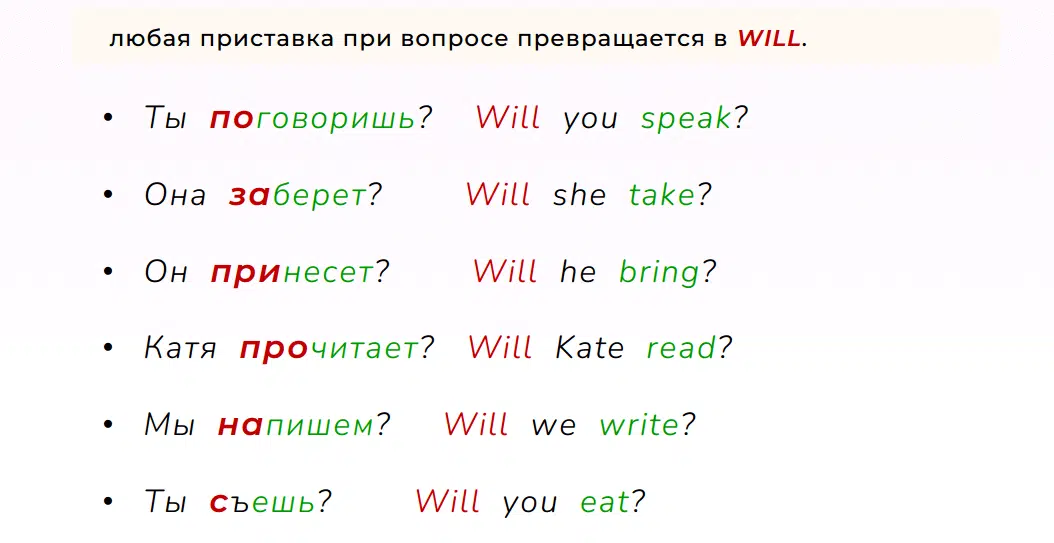 любая приставка при вопросе превращается в WILL.
• Ты поговоришь? Will you speak?
• Она заберет? Will she take?
• Он принесет? Will he bring?
• Катя прочитает? Will Kate read?
• Мы напишем? Will we write?
• Ты съешь? Will you eat?